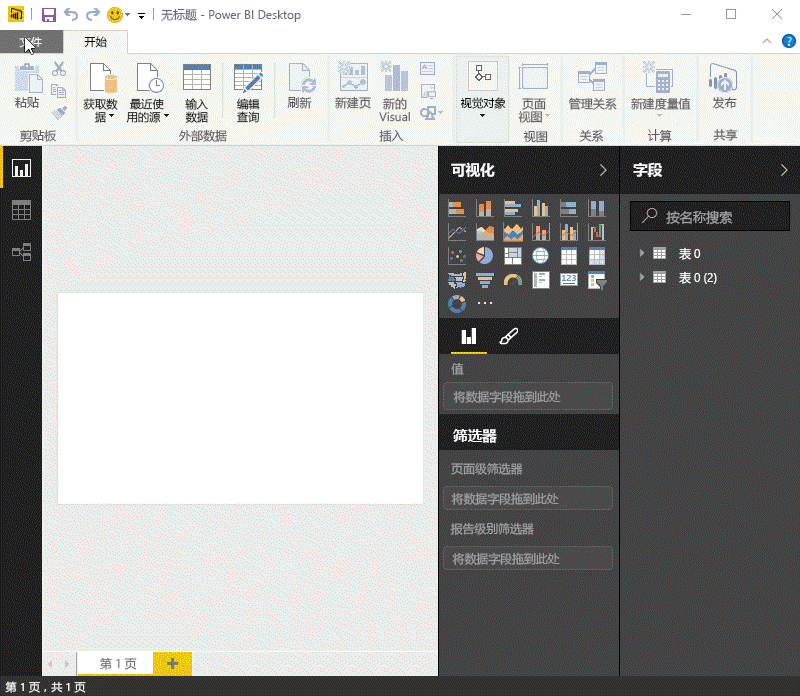 无标题 - Power BI Desktop
文件 开始
粘贴 获取数据 最近使用的源 输入数据 编辑查询 刷新 新建页 新的Visual 视觉对象 页面视图 管理关系 新建度量值 发布
剪贴板 外部数据 插入 视图 关系 计算 共享
可视化
字段
按名称搜索
表 0
表 0 (2)
123
值
将数据字段拖到此处
筛选器
页面级筛选器
将数据字段拖到此处
报告级别筛选器
将数据字段拖到此处
第 1 页
第 1 页，共 1 页